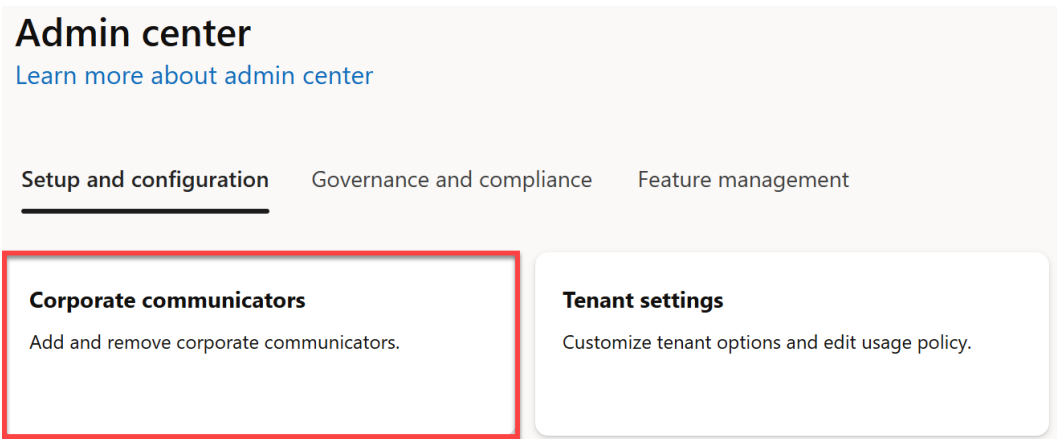 Admin center
Learn more about admin center
Setup and configuration
Governance and compliance
Feature management
Corporate communicators
Add and remove corporate communicators.
Tenant settings
Customize tenant options and edit usage policy.